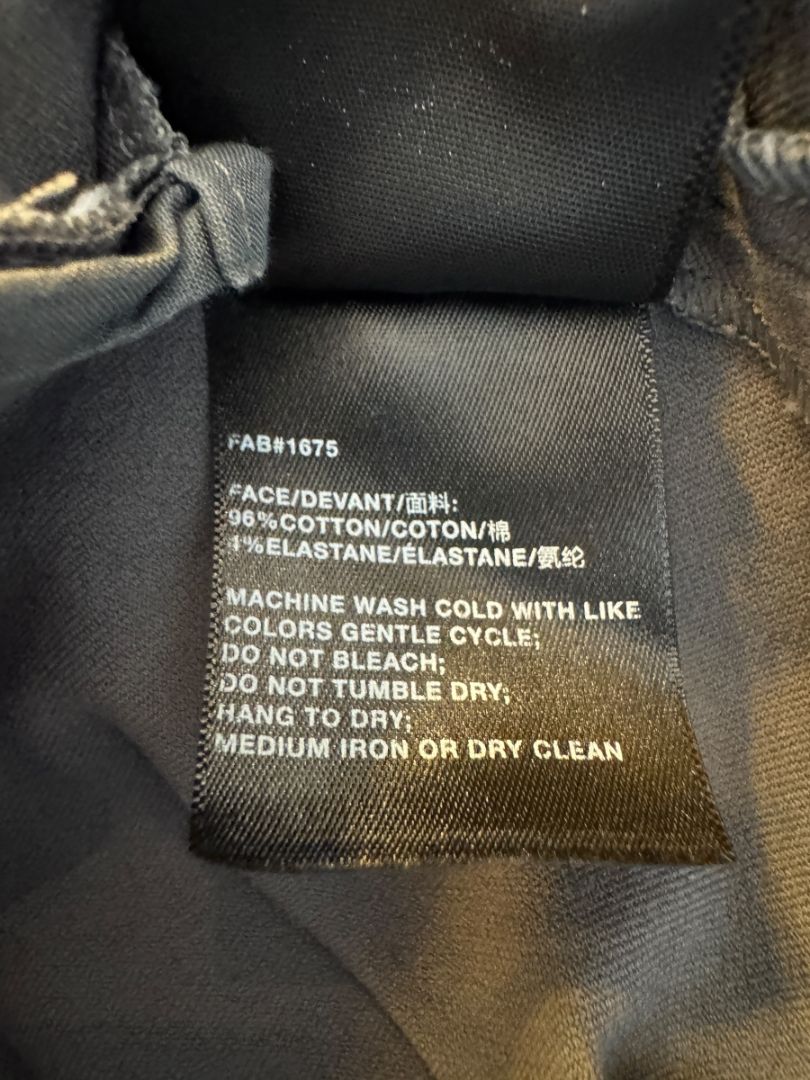 FAB#1675
FACE/DEVANT/面料:
96%COTTON/COTON/棉
4%ELASTANE/ÉLASTANE/氨纶
MACHINE WASH COLD WITH LIKE
COLORS GENTLE CYCLE;
DO NOT BLEACH;
DO NOT TUMBLE DRY;
HANG TO DRY;
MEDIUM IRON OR DRY CLEAN